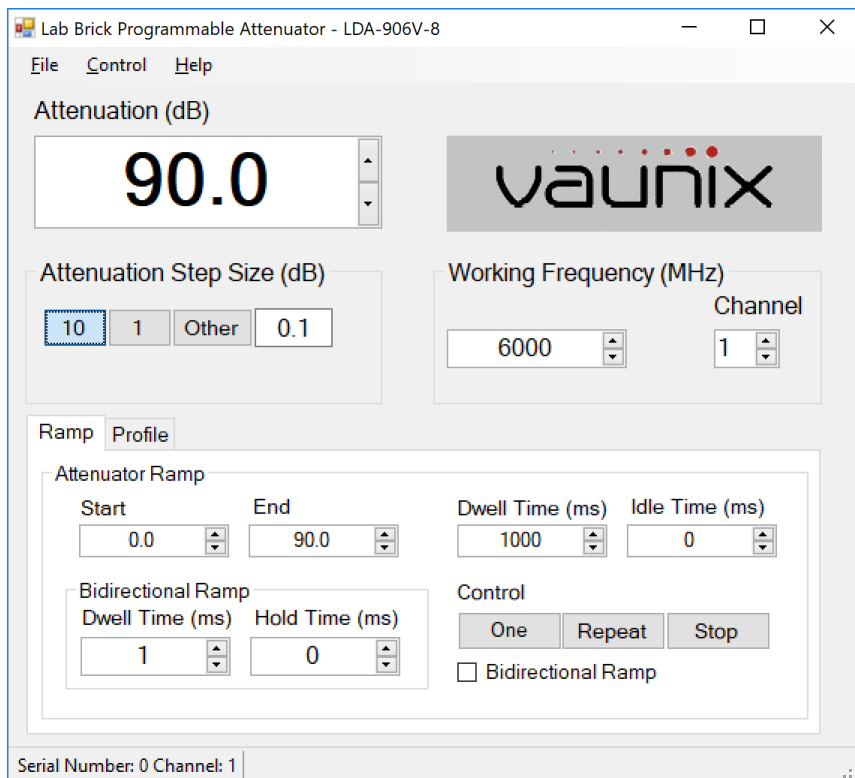 Lab Brick Programmable Attenuator - LDA-906V-8
File Control Help
Attenuation (dB)
90.0
vaunix
Attenuation Step Size (dB)
10 1 Other 0.1
Working Frequency (MHz)
Channel
6000 1
Ramp Profile
Attenuator Ramp
Start End Dwell Time (ms) Idle Time (ms)
0.0 90.0 1000 0
Bidirectional Ramp
Dwell Time (ms) Hold Time (ms)
1 0
Control
One Repeat Stop
Bidirectional Ramp
Serial Number: 0 Channel: 1